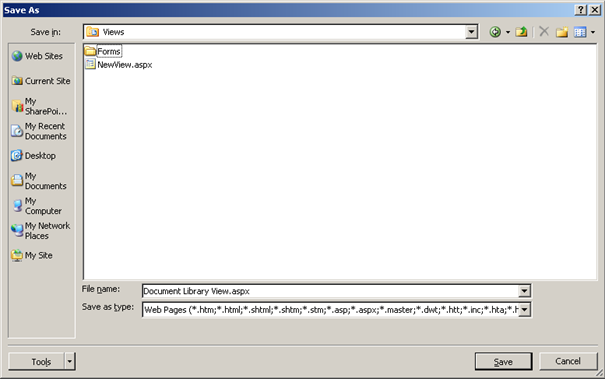 Save As
Save in:
Views
Web Sites
Current Site
My
SharePoi...
My Recent
Documents
Desktop
My
Documents
My
Computer
My Network
Places
My Site
Forms
NewView.aspx
File name:
Document Library View.aspx
Save as type:
Web Pages (*.htm;*.html;*.shtml;*.shtm;*.stm;*.asp;*.aspx;*.master;*.dwt;*.htt;*.inc;*.hta;*.h
Tools
Save
Cancel